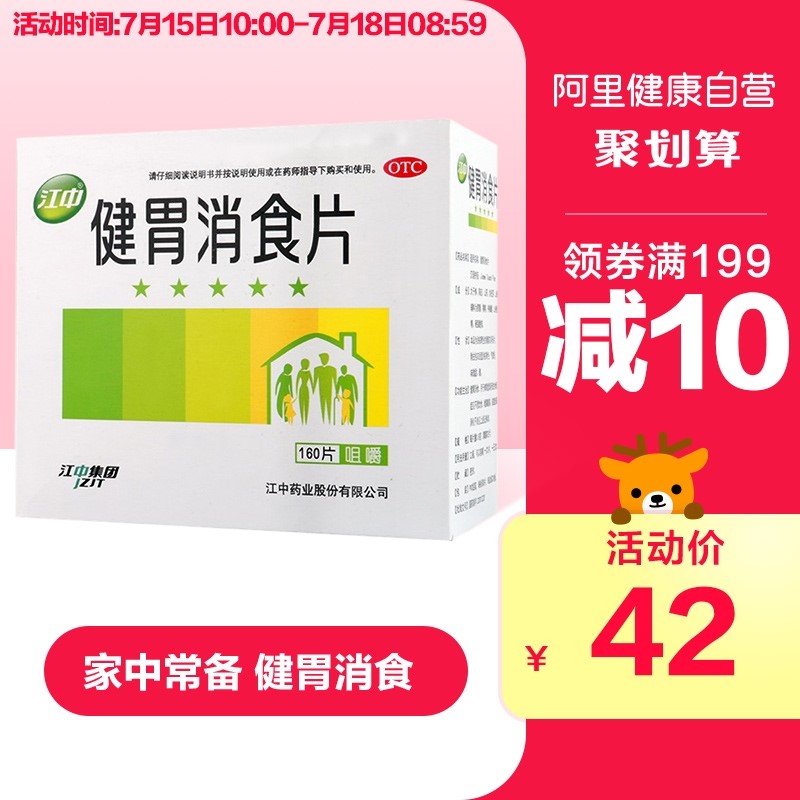 活动时间:7月15日10:00-7月18日08:59
阿里健康自营
聚划算
领券满199
减10
请仔细阅读说明书并按说明使用或在药师指导下购买和使用。
OTC
江中
健胃消食片
健胃消食片
160片 咀嚼
江中集团
JZJT
江中药业股份有限公司
活动价
¥ 42
家中常备 健胃消食